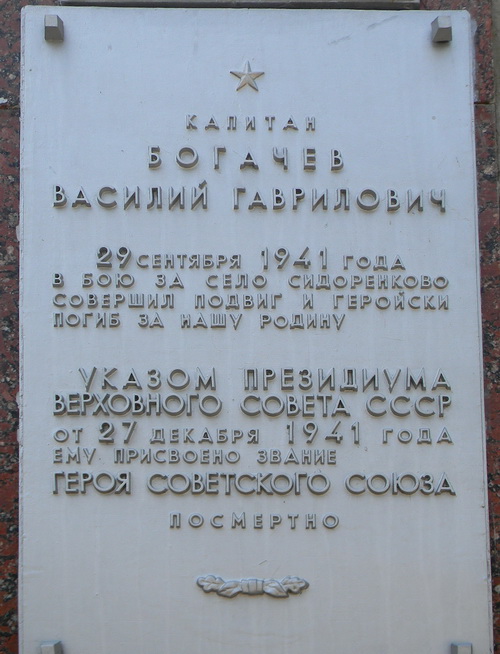 КАПИТАН
БОГАЧЕВ
ВАСИЛИЙ ГАВРИЛОВИЧ
29 СЕНТЯБРЯ 1941 ГОДА
В БОЮ ЗА СЕЛО СИДОРЕНКОВО
СОВЕРШИЛ ПОДВИГ И ГЕРОЙСКИ
ПОГИБ ЗА НАШУ РОДИНУ
УКАЗОМ ПРЕЗИДИУМА
ВЕРХОВНОГО СОВЕТА СССР
ОТ 27 ДЕКАБРЯ 1941 ГОДА
ЕМУ ПРИСВОЕНО ЗВАНИЕ
ГЕРОЯ СОВЕТСКОГО СОЮЗА
ПОСМЕРТНО